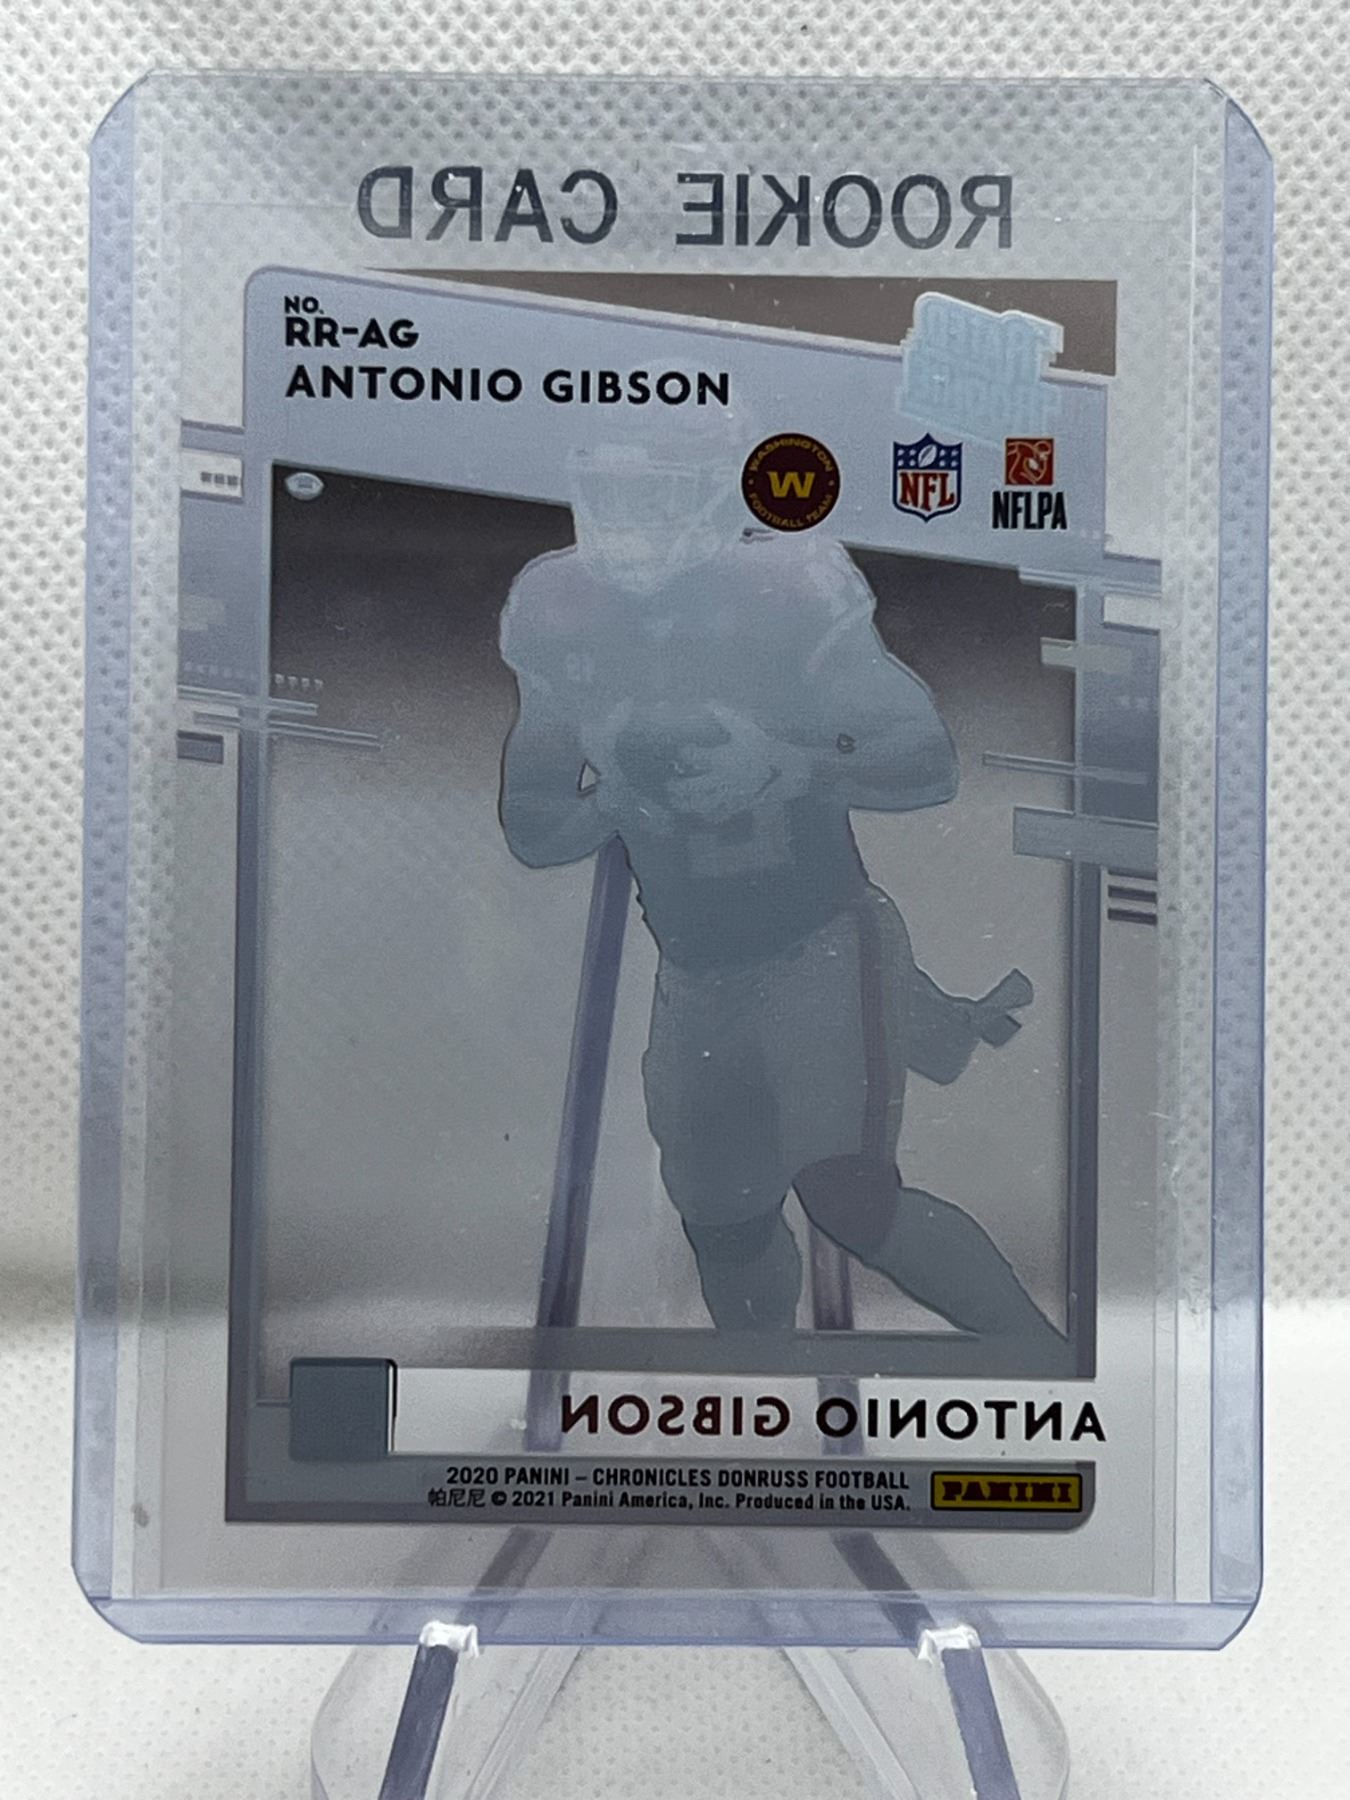 ROOKIE CARD
NO.
RR-AG
ANTONIO GIBSON
WASHINGTON
W
FOOTBALL TEAM
NFL
NFLPA
ANTONIO GIBSON
2020 PANINI – CHRONICLES DONRUSS FOOTBALL
帕尼尼 © 2021 Panini America, Inc. Produced in the USA.
PANINI